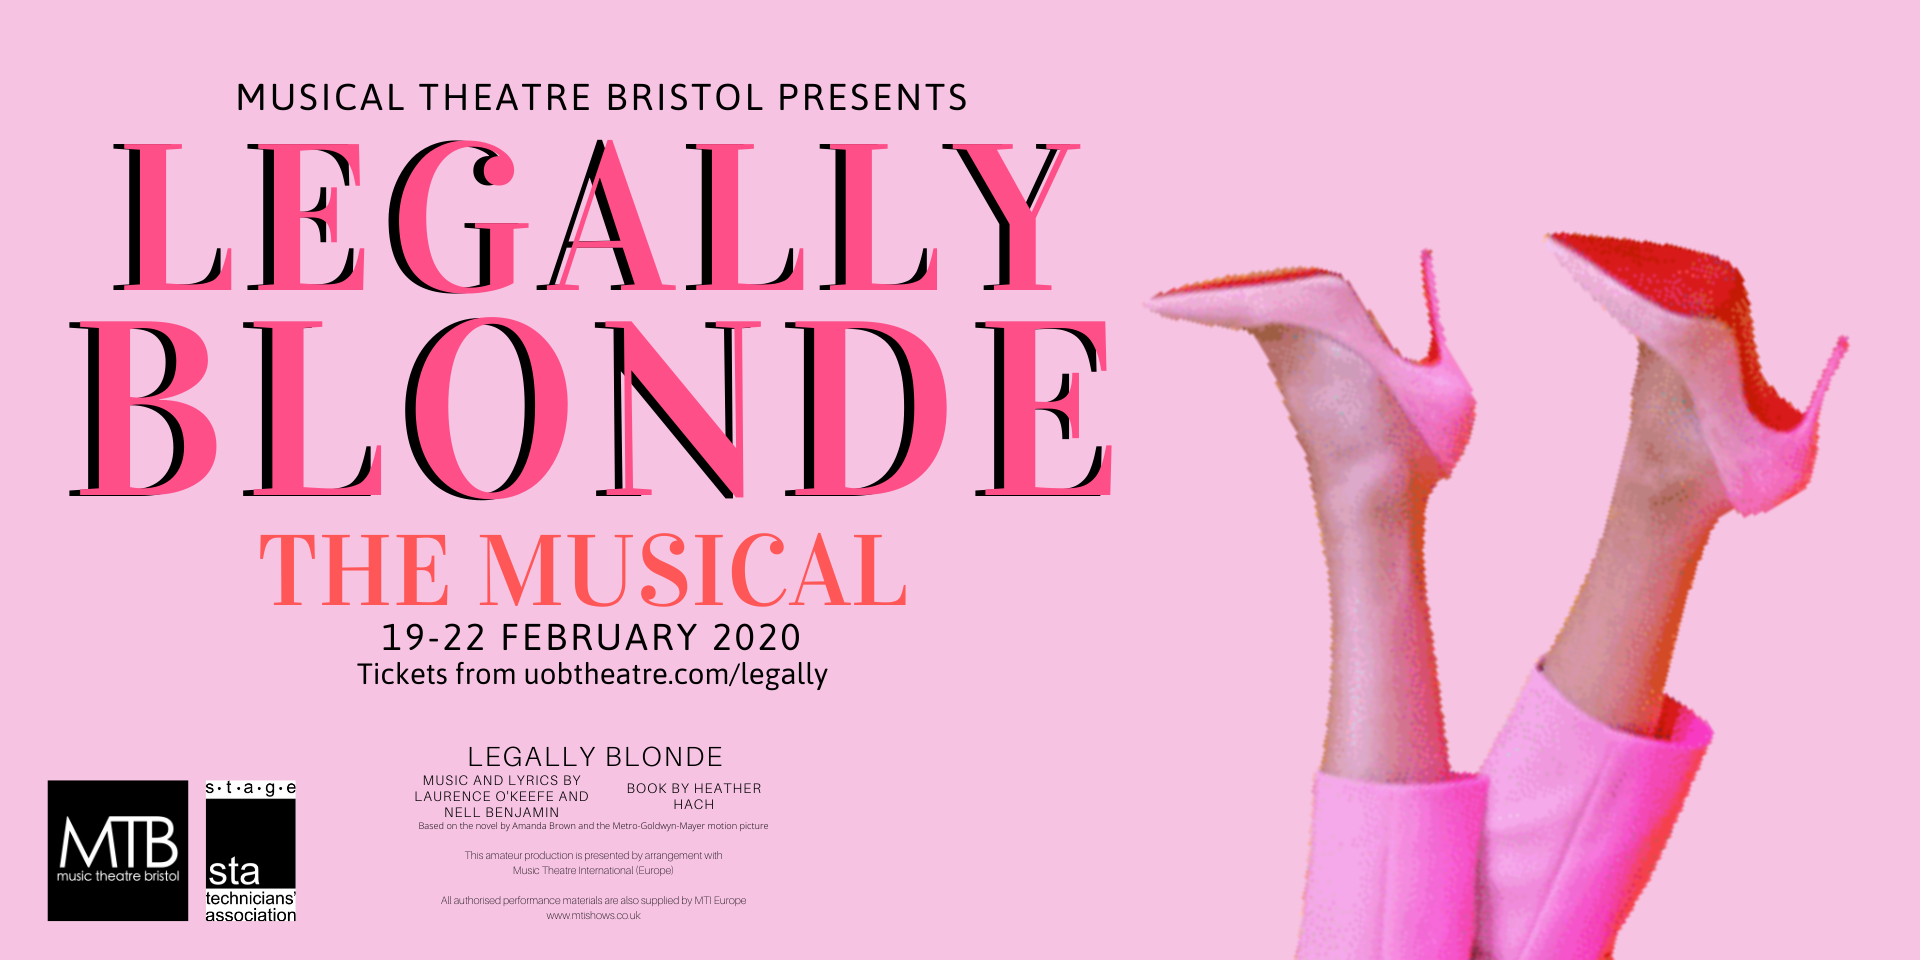 MUSICAL THEATRE BRISTOL PRESENTS
LEGALLY
BLONDE
THE MUSICAL
19-22 FEBRUARY 2020
Tickets from uobtheatre.com/legally
LEGALLY BLONDE
MUSIC AND LYRICS BY
LAURENCE O'KEEFE AND
NELL BENJAMIN
BOOK BY HEATHER
HACH
Based on the novel by Amanda Brown and the Metro-Goldwyn-Mayer motion picture
This amateur production is presented by arrangement with
Music Theatre International (Europe)
All authorised performance materials are also supplied by MTI Europe
www.mtishows.co.uk
MTB
music theatre bristol
s·t·a·g·e
sta
technicians'
association